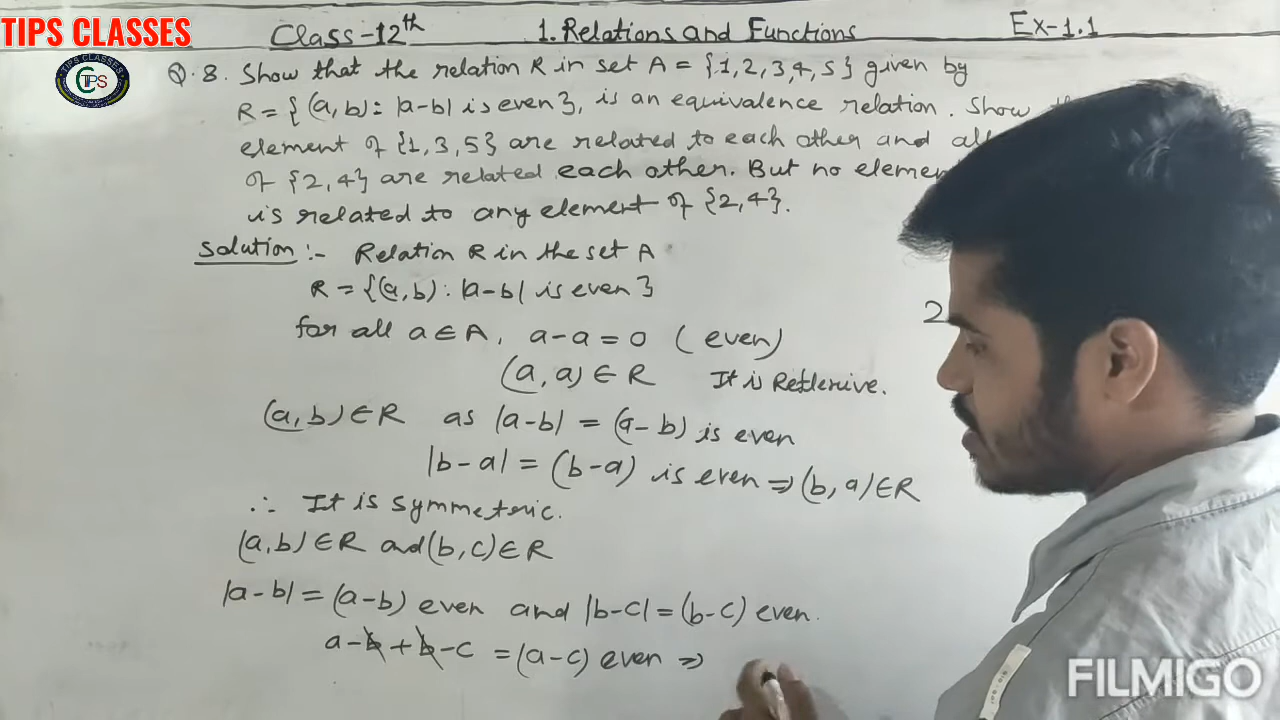 TIPS CLASSES
Class-12th 1. Relations and Functions Ex-1.1
TIPS CLASSES
CTPS
Q.8. Show that the relation R in set A = {1,2,3,4,5} given by
R = {(a,b): |a-b| is even}, is an equivalence relation. Show
element of {1,3,5} are related to each other and all
of {2,4} are related each other. But no
is related to any element of {2,4}.
Solution :- Relation R in the set A
R = {(a,b) : |a-b| is even}
for all a ∈ A, a-a = 0 (even)
(a, a) ∈ R It is Reflexive.
(a,b) ∈ R as |a-b| = (a-b) is even
|b-a| = (b-a) is even ⇒ (b, a) ∈ R
∴ It is Symmetric.
(a,b) ∈ R and (b,c) ∈ R
|a-b| = (a-b) even and |b-c| = (b-c) even.
a-b+b-c = (a-c) even ⇒
2
FILMIGO